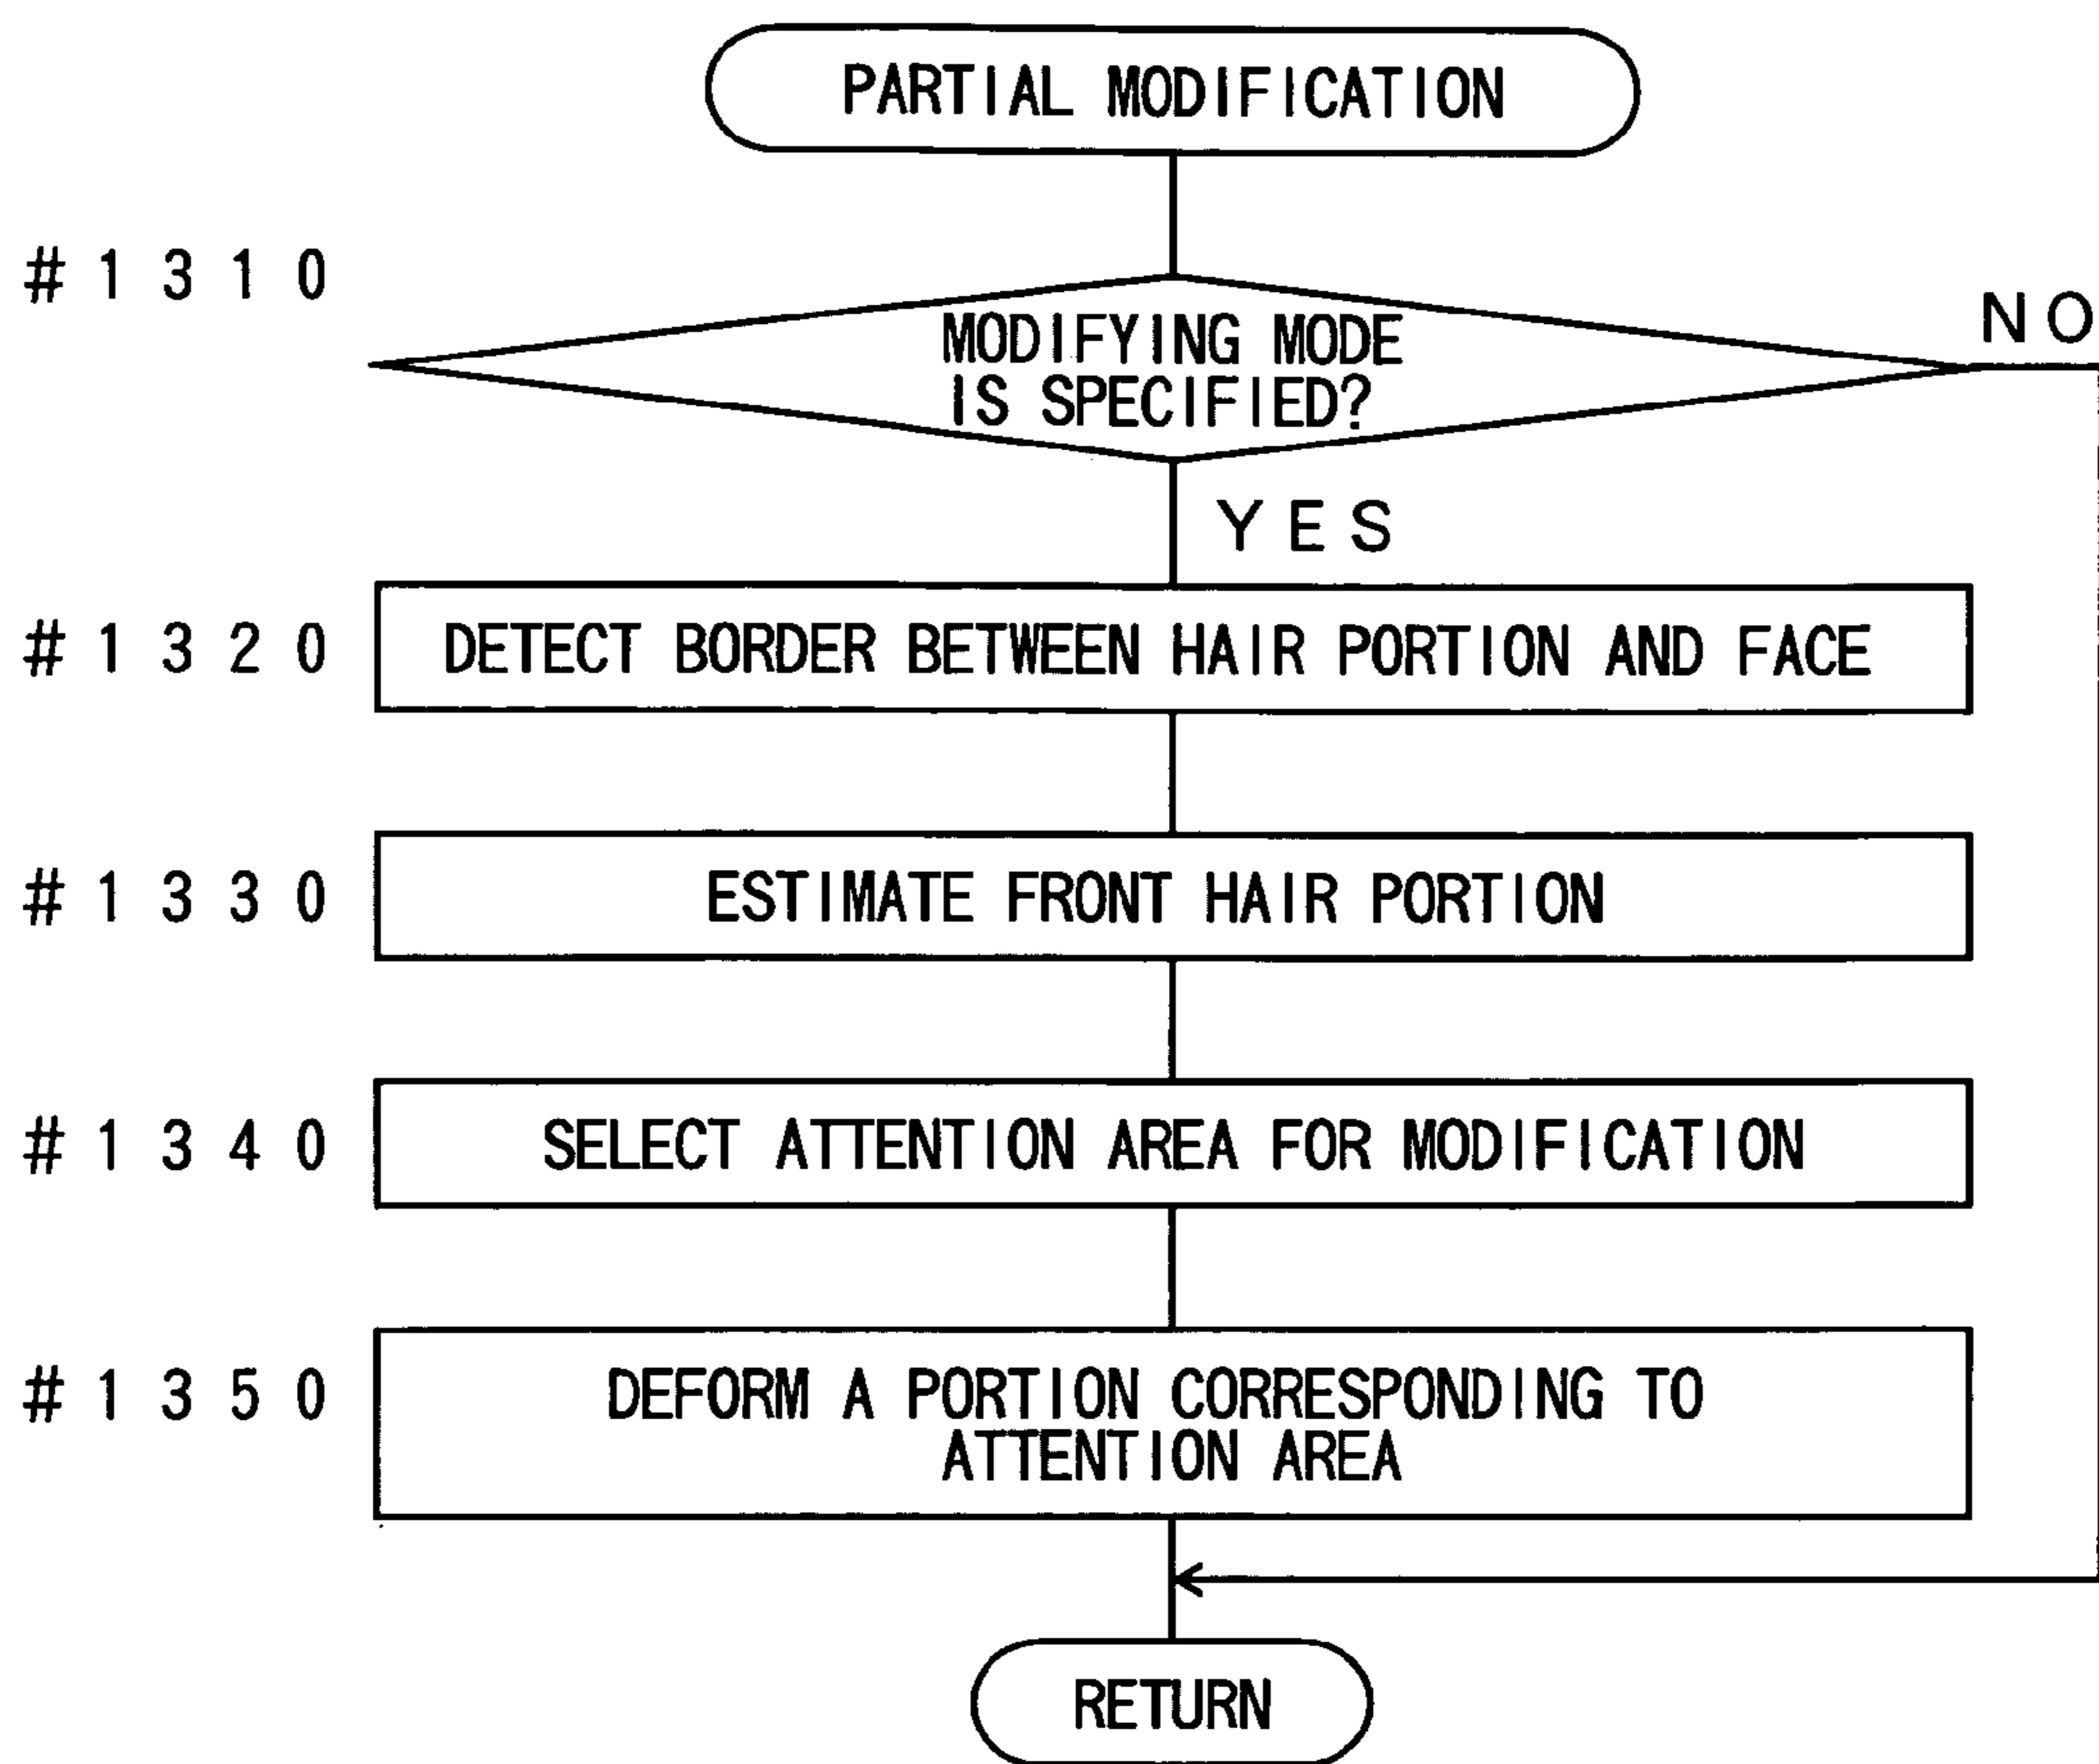 PARTIAL MODIFICATION
#1310
MODIFYING MODE
IS SPECIFIED?
NO
YES
#1320
DETECT BORDER BETWEEN HAIR PORTION AND FACE
#1330
ESTIMATE FRONT HAIR PORTION
#1340
SELECT ATTENTION AREA FOR MODIFICATION
#1350
DEFORM A PORTION CORRESPONDING TO
ATTENTION AREA
RETURN